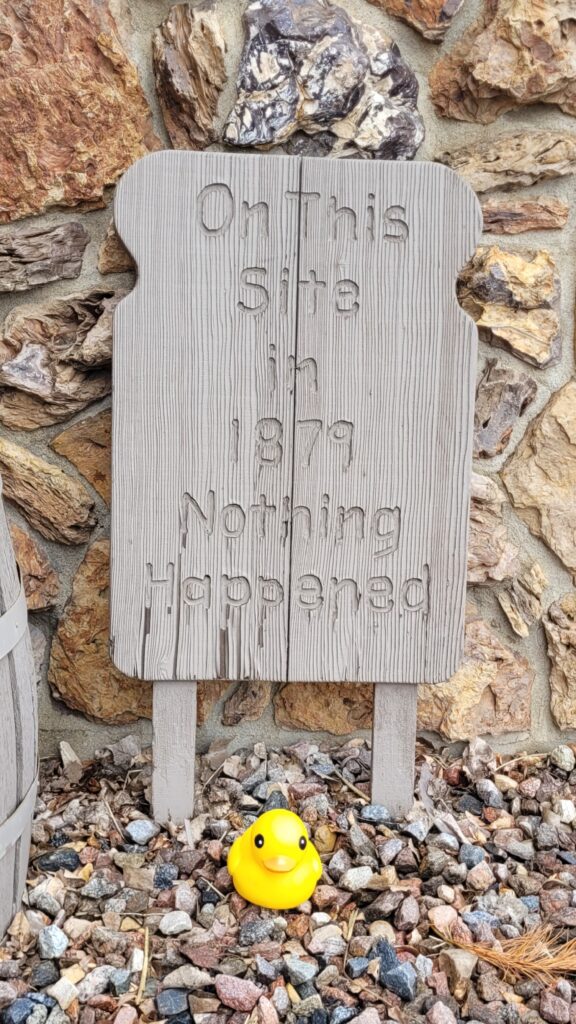 On This
Site
in
1879
Nothing
Happened